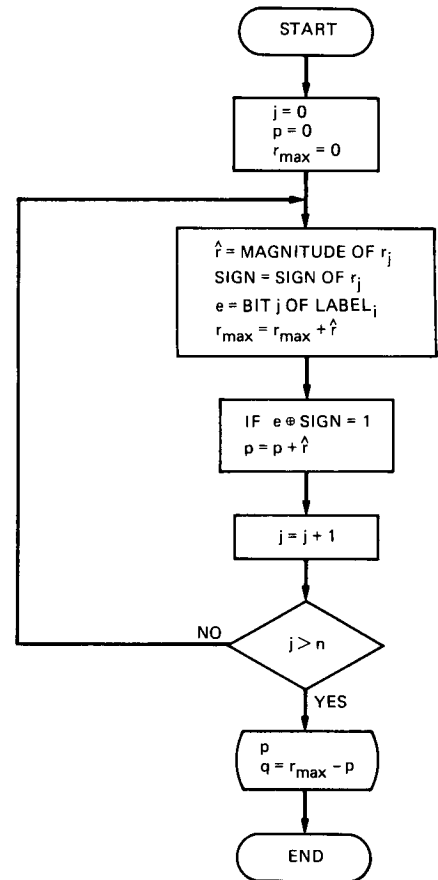 START
j = 0
p = 0
r_max = 0
r̂ = MAGNITUDE OF r_j
SIGN = SIGN OF r_j
e = BIT j OF LABEL_i
r_max = r_max + r̂
IF e ⊕ SIGN = 1
p = p + r̂
j = j + 1
NO
j > n
YES
p
q = r_max − p
END